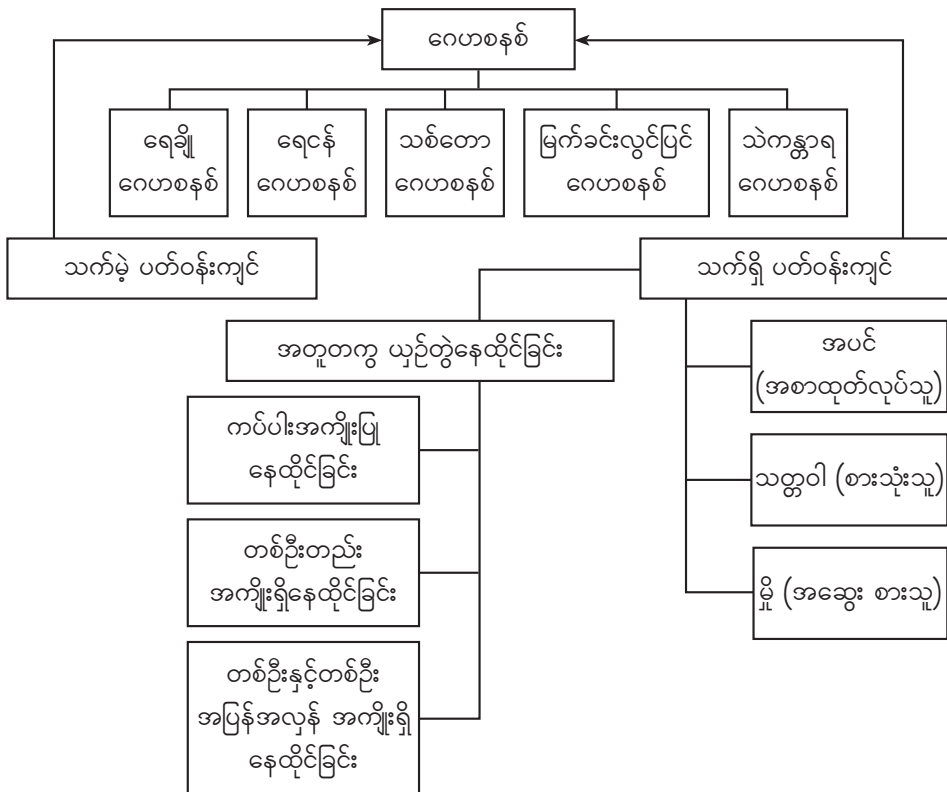 ဂေဟစနစ်
ရေချို
ဂေဟစနစ်
ရေငန်
ဂေဟစနစ်
သစ်တော
ဂေဟစနစ်
မြက်ခင်းလွင်ပြင်
ဂေဟစနစ်
သဲကန္တာရ
ဂေဟစနစ်
သက်မဲ့ ပတ်ဝန်းကျင်
သက်ရှိ ပတ်ဝန်းကျင်
အတူတကွ ယှဉ်တွဲနေထိုင်ခြင်း
ကပ်ပါးအကျိုးပြု
နေထိုင်ခြင်း
တစ်ဦးတည်း
အကျိုးရှိနေထိုင်ခြင်း
တစ်ဦးနှင့်တစ်ဦး
အပြန်အလှန် အကျိုးရှိ
နေထိုင်ခြင်း
အပင်
(အစာထုတ်လုပ်သူ)
သတ္တဝါ (စားသုံးသူ)
မှို (အဆွေး စားသူ)